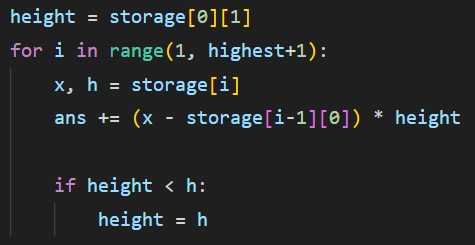 height = storage[0][1]
for i in range(1, highest+1):
    x, h = storage[i]
    ans += (x - storage[i-1][0]) * height
    if height < h:
        height = h